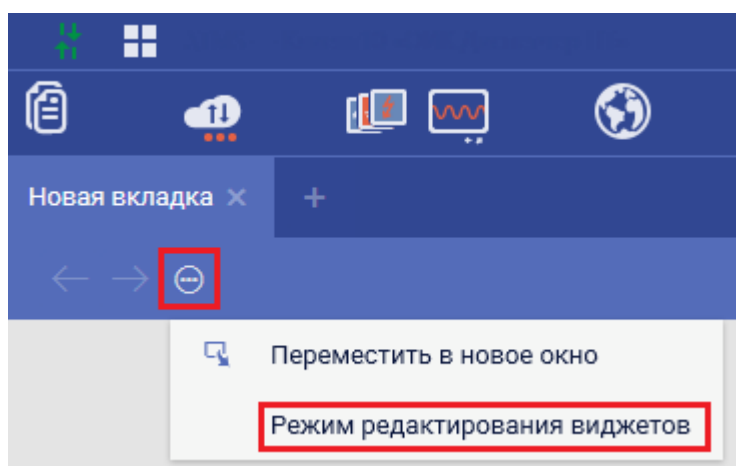 Новая вкладка
Переместить в новое окно
Режим редактирования виджетов